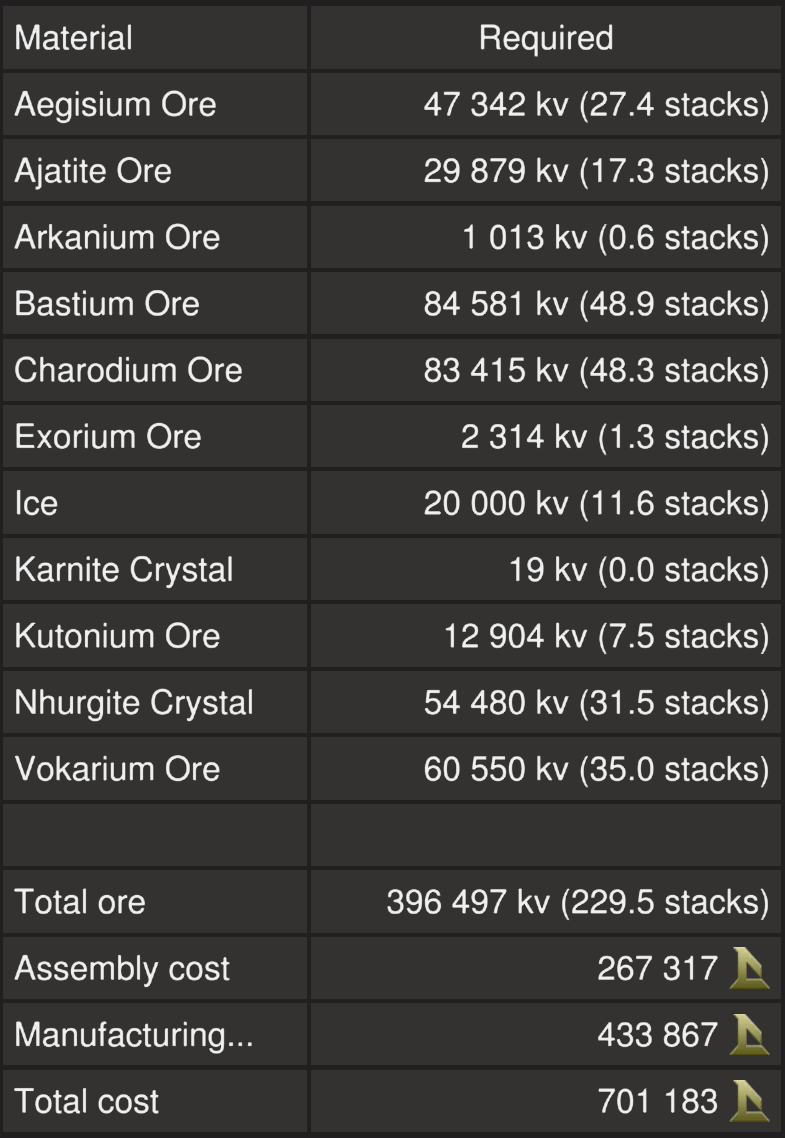 Material Required
Aegisium Ore 47 342 kv (27.4 stacks)
Ajatite Ore 29 879 kv (17.3 stacks)
Arkanium Ore 1 013 kv (0.6 stacks)
Bastium Ore 84 581 kv (48.9 stacks)
Charodium Ore 83 415 kv (48.3 stacks)
Exorium Ore 2 314 kv (1.3 stacks)
Ice 20 000 kv (11.6 stacks)
Karnite Crystal 19 kv (0.0 stacks)
Kutonium Ore 12 904 kv (7.5 stacks)
Nhurgite Crystal 54 480 kv (31.5 stacks)
Vokarium Ore 60 550 kv (35.0 stacks)
Total ore 396 497 kv (229.5 stacks)
Assembly cost 267 317
Manufacturing... 433 867
Total cost 701 183